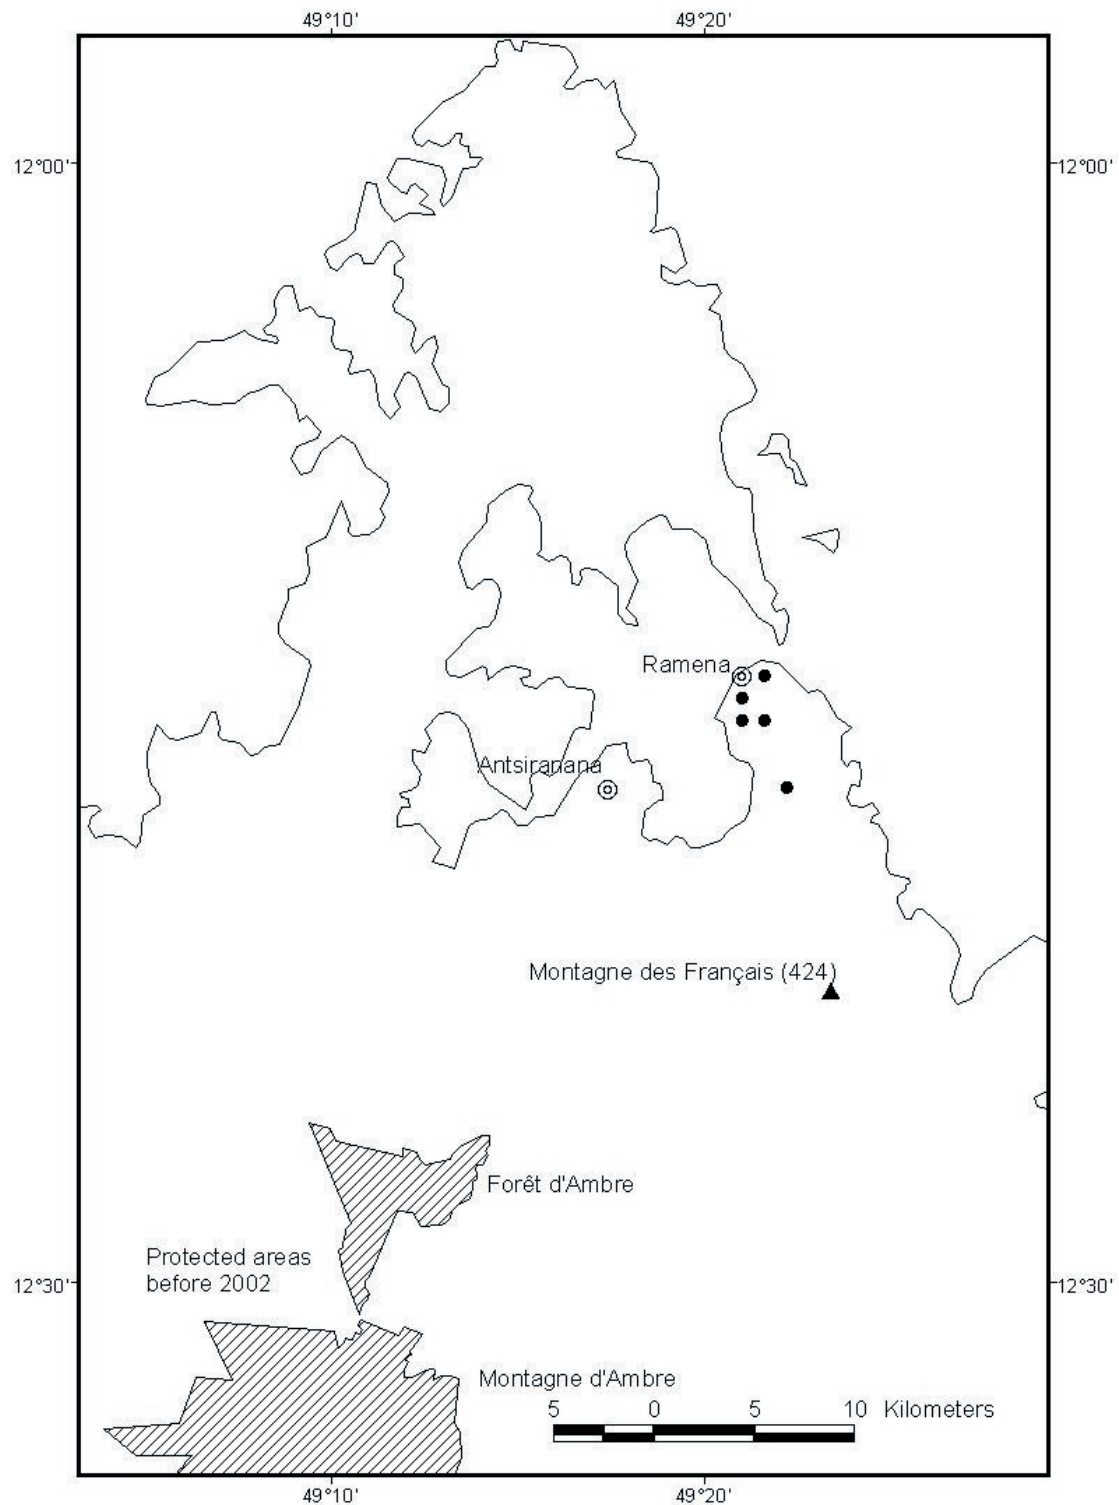 49°10' 49°20'
12°00' 12°00'
Ramena
Antsiranana
Montagne des Français (424)
Forêt d'Ambre
Protected areas
before 2002
12°30' 12°30'
Montagne d'Ambre
5 0 5 10 Kilometers
49°10' 49°20'